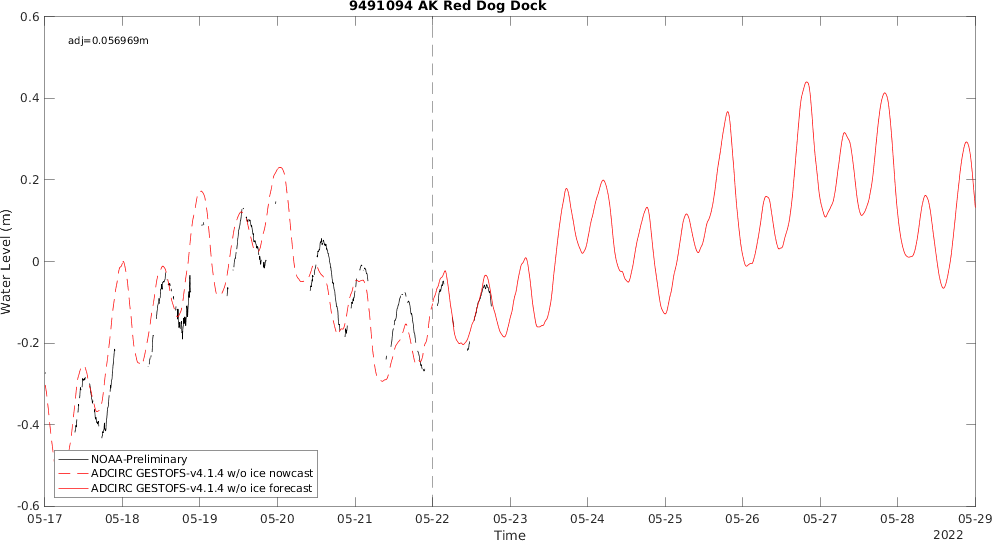 9491094 AK Red Dog Dock
adj=0.056969m
0.6
0.4
0.2
0
-0.2
-0.4
-0.6
Water Level (m)
NOAA-Preliminary
ADCIRC GESTOFS-v4.1.4 w/o ice nowcast
ADCIRC GESTOFS-v4.1.4 w/o ice forecast
05-17 05-18 05-19 05-20 05-21 05-22 05-23 05-24 05-25 05-26 05-27 05-28 05-29
Time
2022